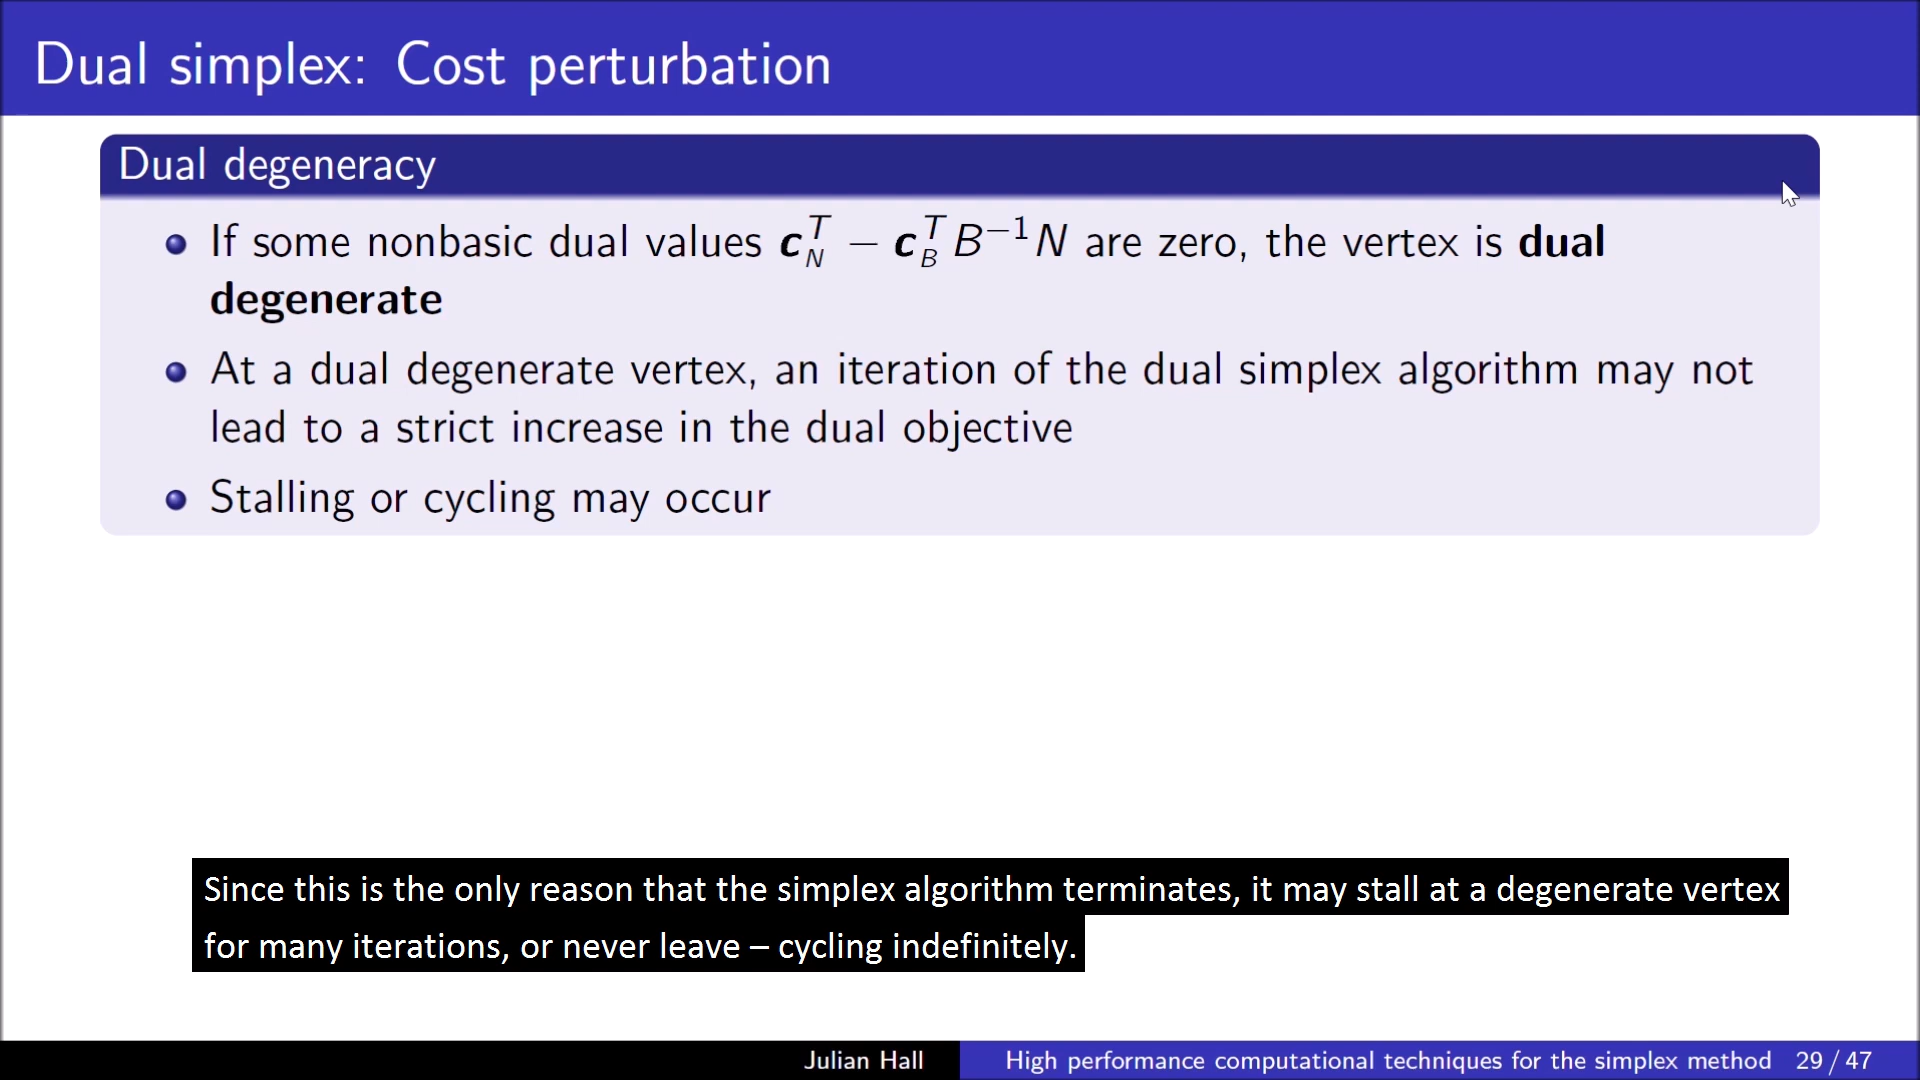 Dual simplex: Cost perturbation
Dual degeneracy
If some nonbasic dual values $c_N^T - c_B^T B^{-1} N$ are zero, the vertex is dual
degenerate
At a dual degenerate vertex, an iteration of the dual simplex algorithm may not
lead to a strict increase in the dual objective
Stalling or cycling may occur
Since this is the only reason that the simplex algorithm terminates, it may stall at a degenerate vertex
for many iterations, or never leave – cycling indefinitely.
Julian Hall High performance computational techniques for the simplex method 29 / 47